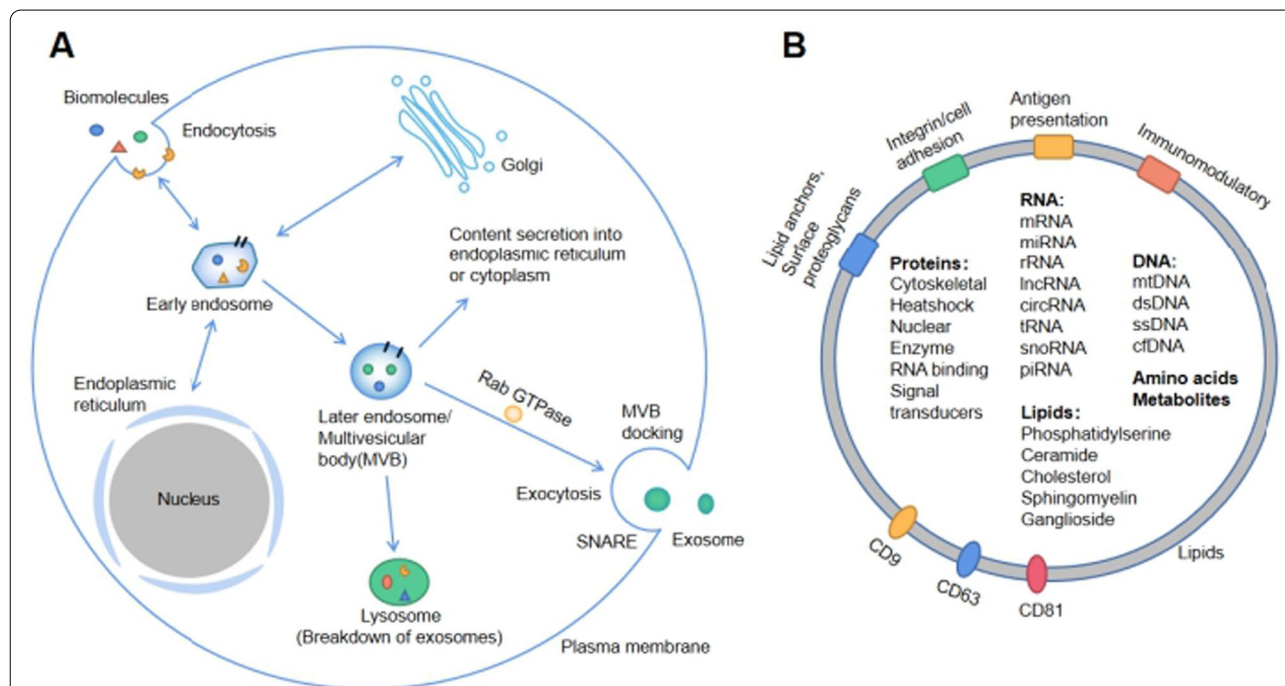 A
Biomolecules
Endocytosis
Golgi
Early endosome
Content secretion into
endoplasmic reticulum
or cytoplasm
Endoplasmic
reticulum
Nucleus
Later endosome/
Multivesicular
body(MVB)
Rab GTPase
MVB
docking
Exocytosis
SNARE
Exosome
Lysosome
(Breakdown of exosomes)
Plasma membrane
B
Lipid anchors,
Surface
proteoglycans
Integrin/cell
adhesion
Antigen
presentation
Immunomodulatory
Proteins:
Cytoskeletal
Heatshock
Nuclear
Enzyme
RNA binding
Signal
transducers
RNA:
mRNA
miRNA
rRNA
lncRNA
circRNA
tRNA
snoRNA
piRNA
DNA:
mtDNA
dsDNA
ssDNA
cfDNA
Amino acids
Metabolites
Lipids:
Phosphatidylserine
Ceramide
Cholesterol
Sphingomyelin
Ganglioside
CD9
CD63
CD81
Lipids